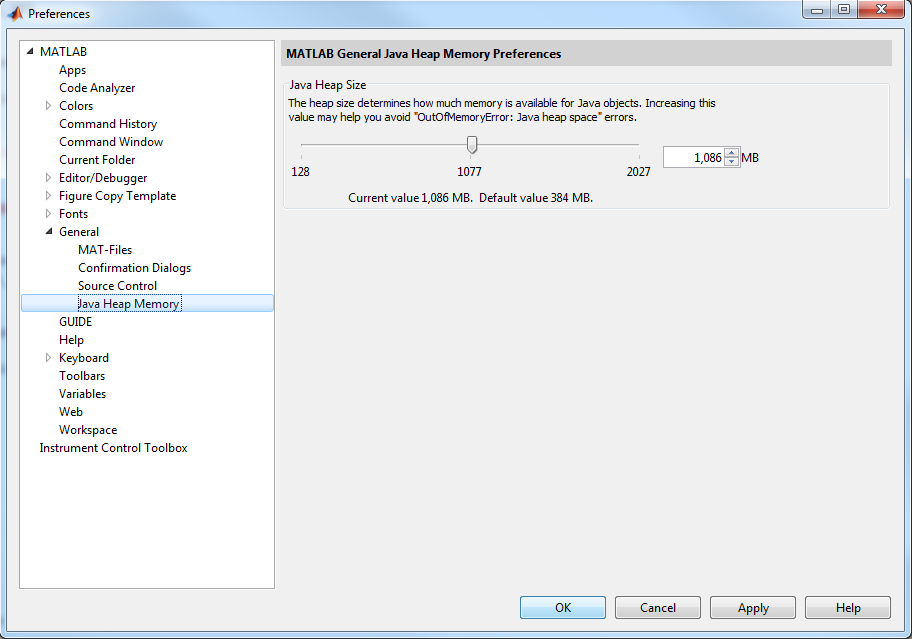 Preferences
MATLAB
Apps
Code Analyzer
Colors
Command History
Command Window
Current Folder
Editor/Debugger
Figure Copy Template
Fonts
General
MAT-Files
Confirmation Dialogs
Source Control
Java Heap Memory
GUIDE
Help
Keyboard
Toolbars
Variables
Web
Workspace
Instrument Control Toolbox
MATLAB General Java Heap Memory Preferences
Java Heap Size
The heap size determines how much memory is available for Java objects. Increasing this
value may help you avoid "OutOfMemoryError: Java heap space" errors.
128 1077 2027
1,086 MB
Current value 1,086 MB. Default value 384 MB.
OK Cancel Apply Help